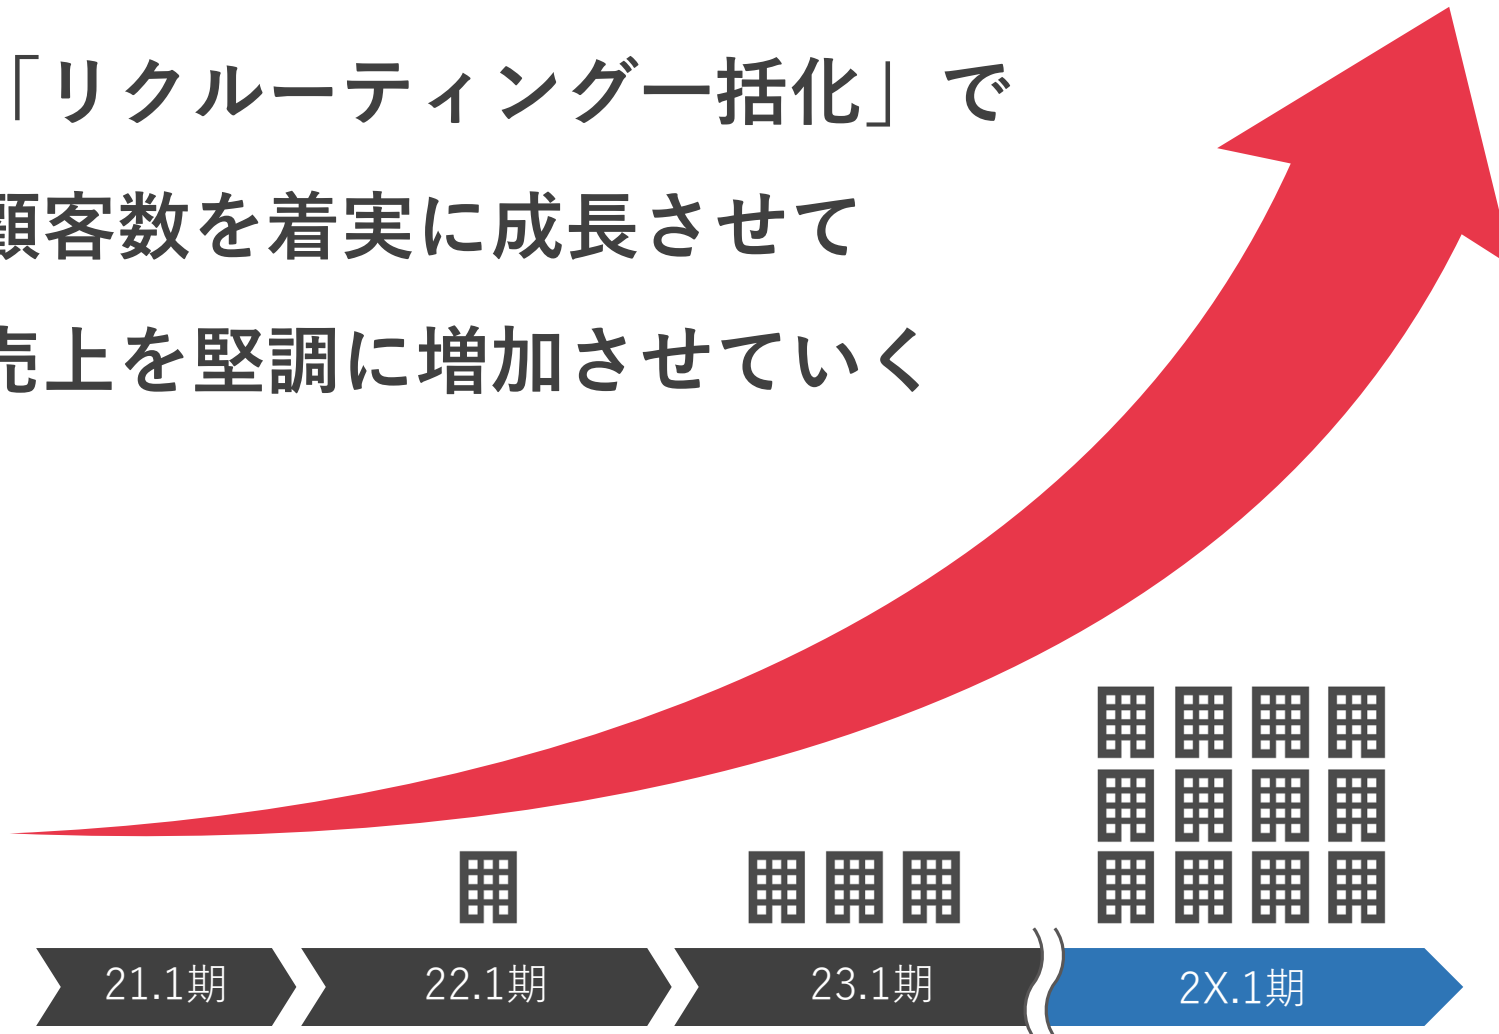 「リクルーティング一括化」で
顧客数を着実に成長させて
売上を堅調に増加させていく
21.1期
22.1期
23.1期
2X.1期